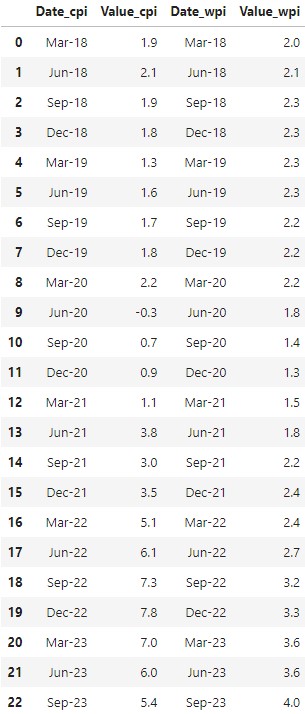 Date_cpi Value_cpi Date_wpi Value_wpi
0 Mar-18 1.9 Mar-18 2.0
1 Jun-18 2.1 Jun-18 2.1
2 Sep-18 1.9 Sep-18 2.3
3 Dec-18 1.8 Dec-18 2.3
4 Mar-19 1.3 Mar-19 2.3
5 Jun-19 1.6 Jun-19 2.3
6 Sep-19 1.7 Sep-19 2.2
7 Dec-19 1.8 Dec-19 2.2
8 Mar-20 2.2 Mar-20 2.2
9 Jun-20 -0.3 Jun-20 1.8
10 Sep-20 0.7 Sep-20 1.4
11 Dec-20 0.9 Dec-20 1.3
12 Mar-21 1.1 Mar-21 1.5
13 Jun-21 3.8 Jun-21 1.8
14 Sep-21 3.0 Sep-21 2.2
15 Dec-21 3.5 Dec-21 2.4
16 Mar-22 5.1 Mar-22 2.4
17 Jun-22 6.1 Jun-22 2.7
18 Sep-22 7.3 Sep-22 3.2
19 Dec-22 7.8 Dec-22 3.3
20 Mar-23 7.0 Mar-23 3.6
21 Jun-23 6.0 Jun-23 3.6
22 Sep-23 5.4 Sep-23 4.0